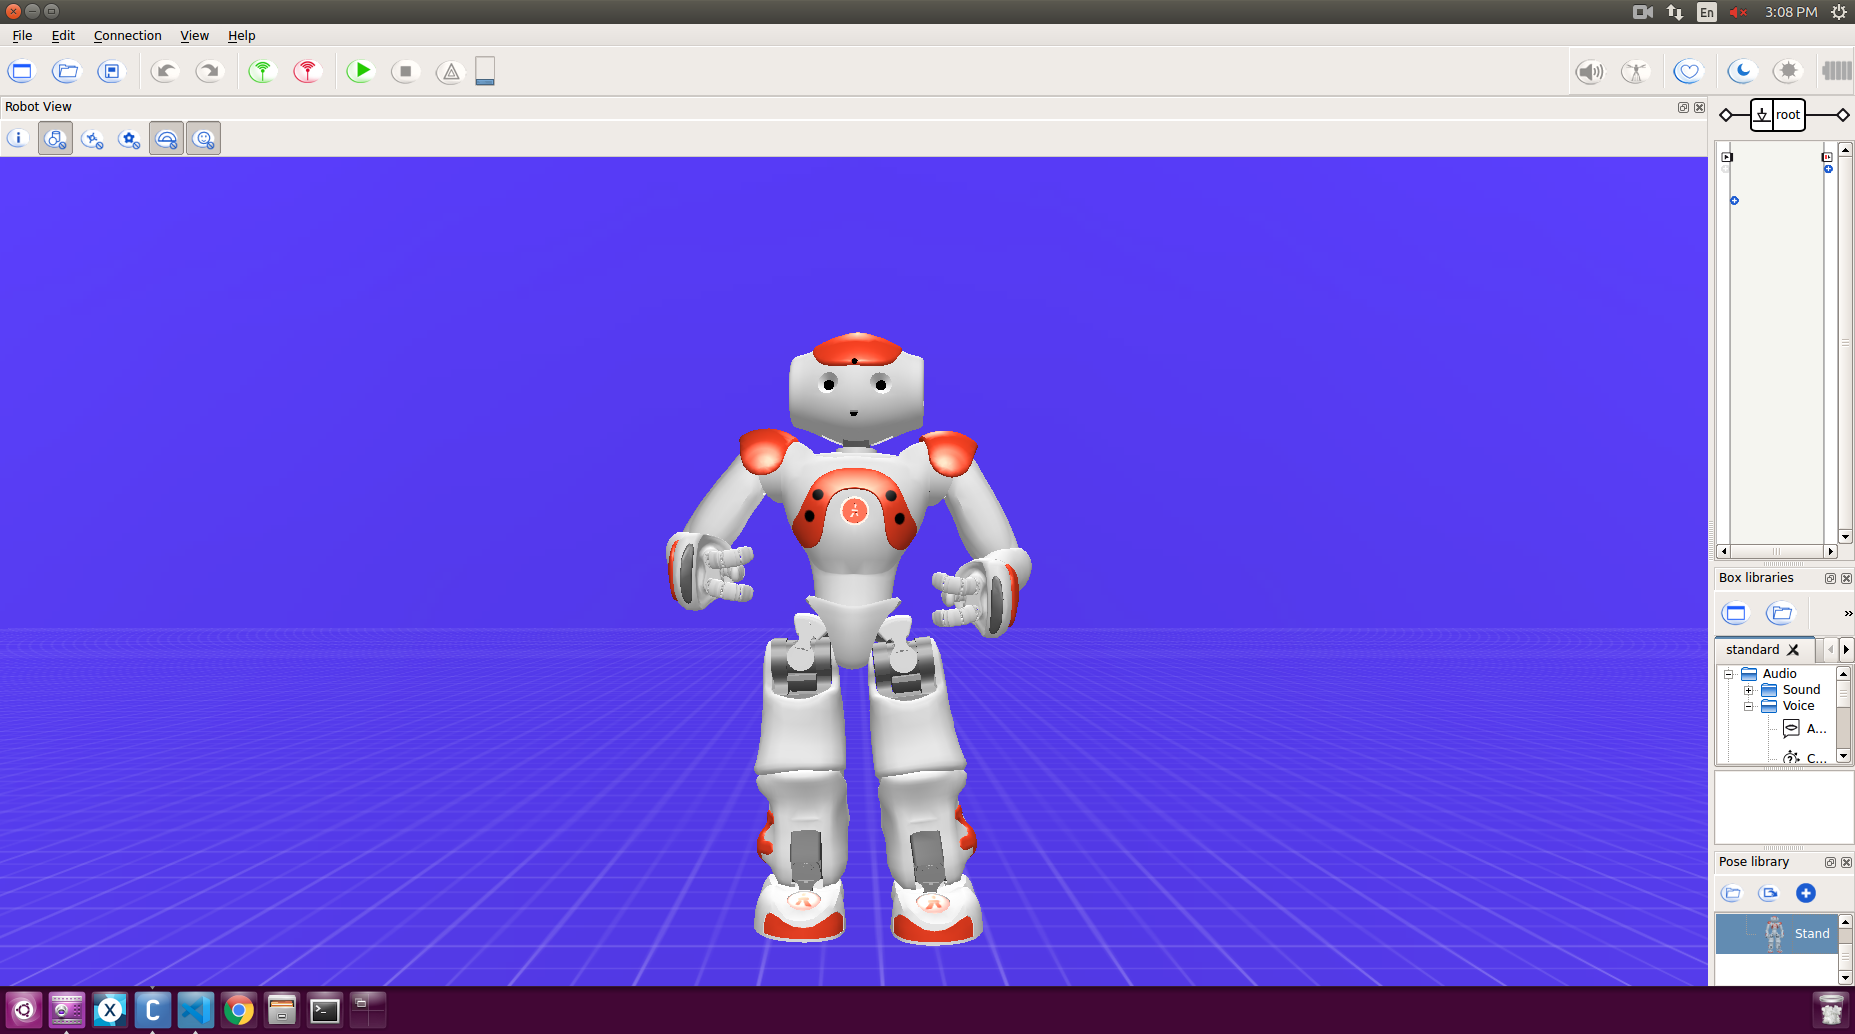 En
3:08 PM
File Edit Connection View Help
Robot View
root
Box libraries
»
standard
Audio
Sound
Voice
A...
C...
Pose library
Stand
X
C